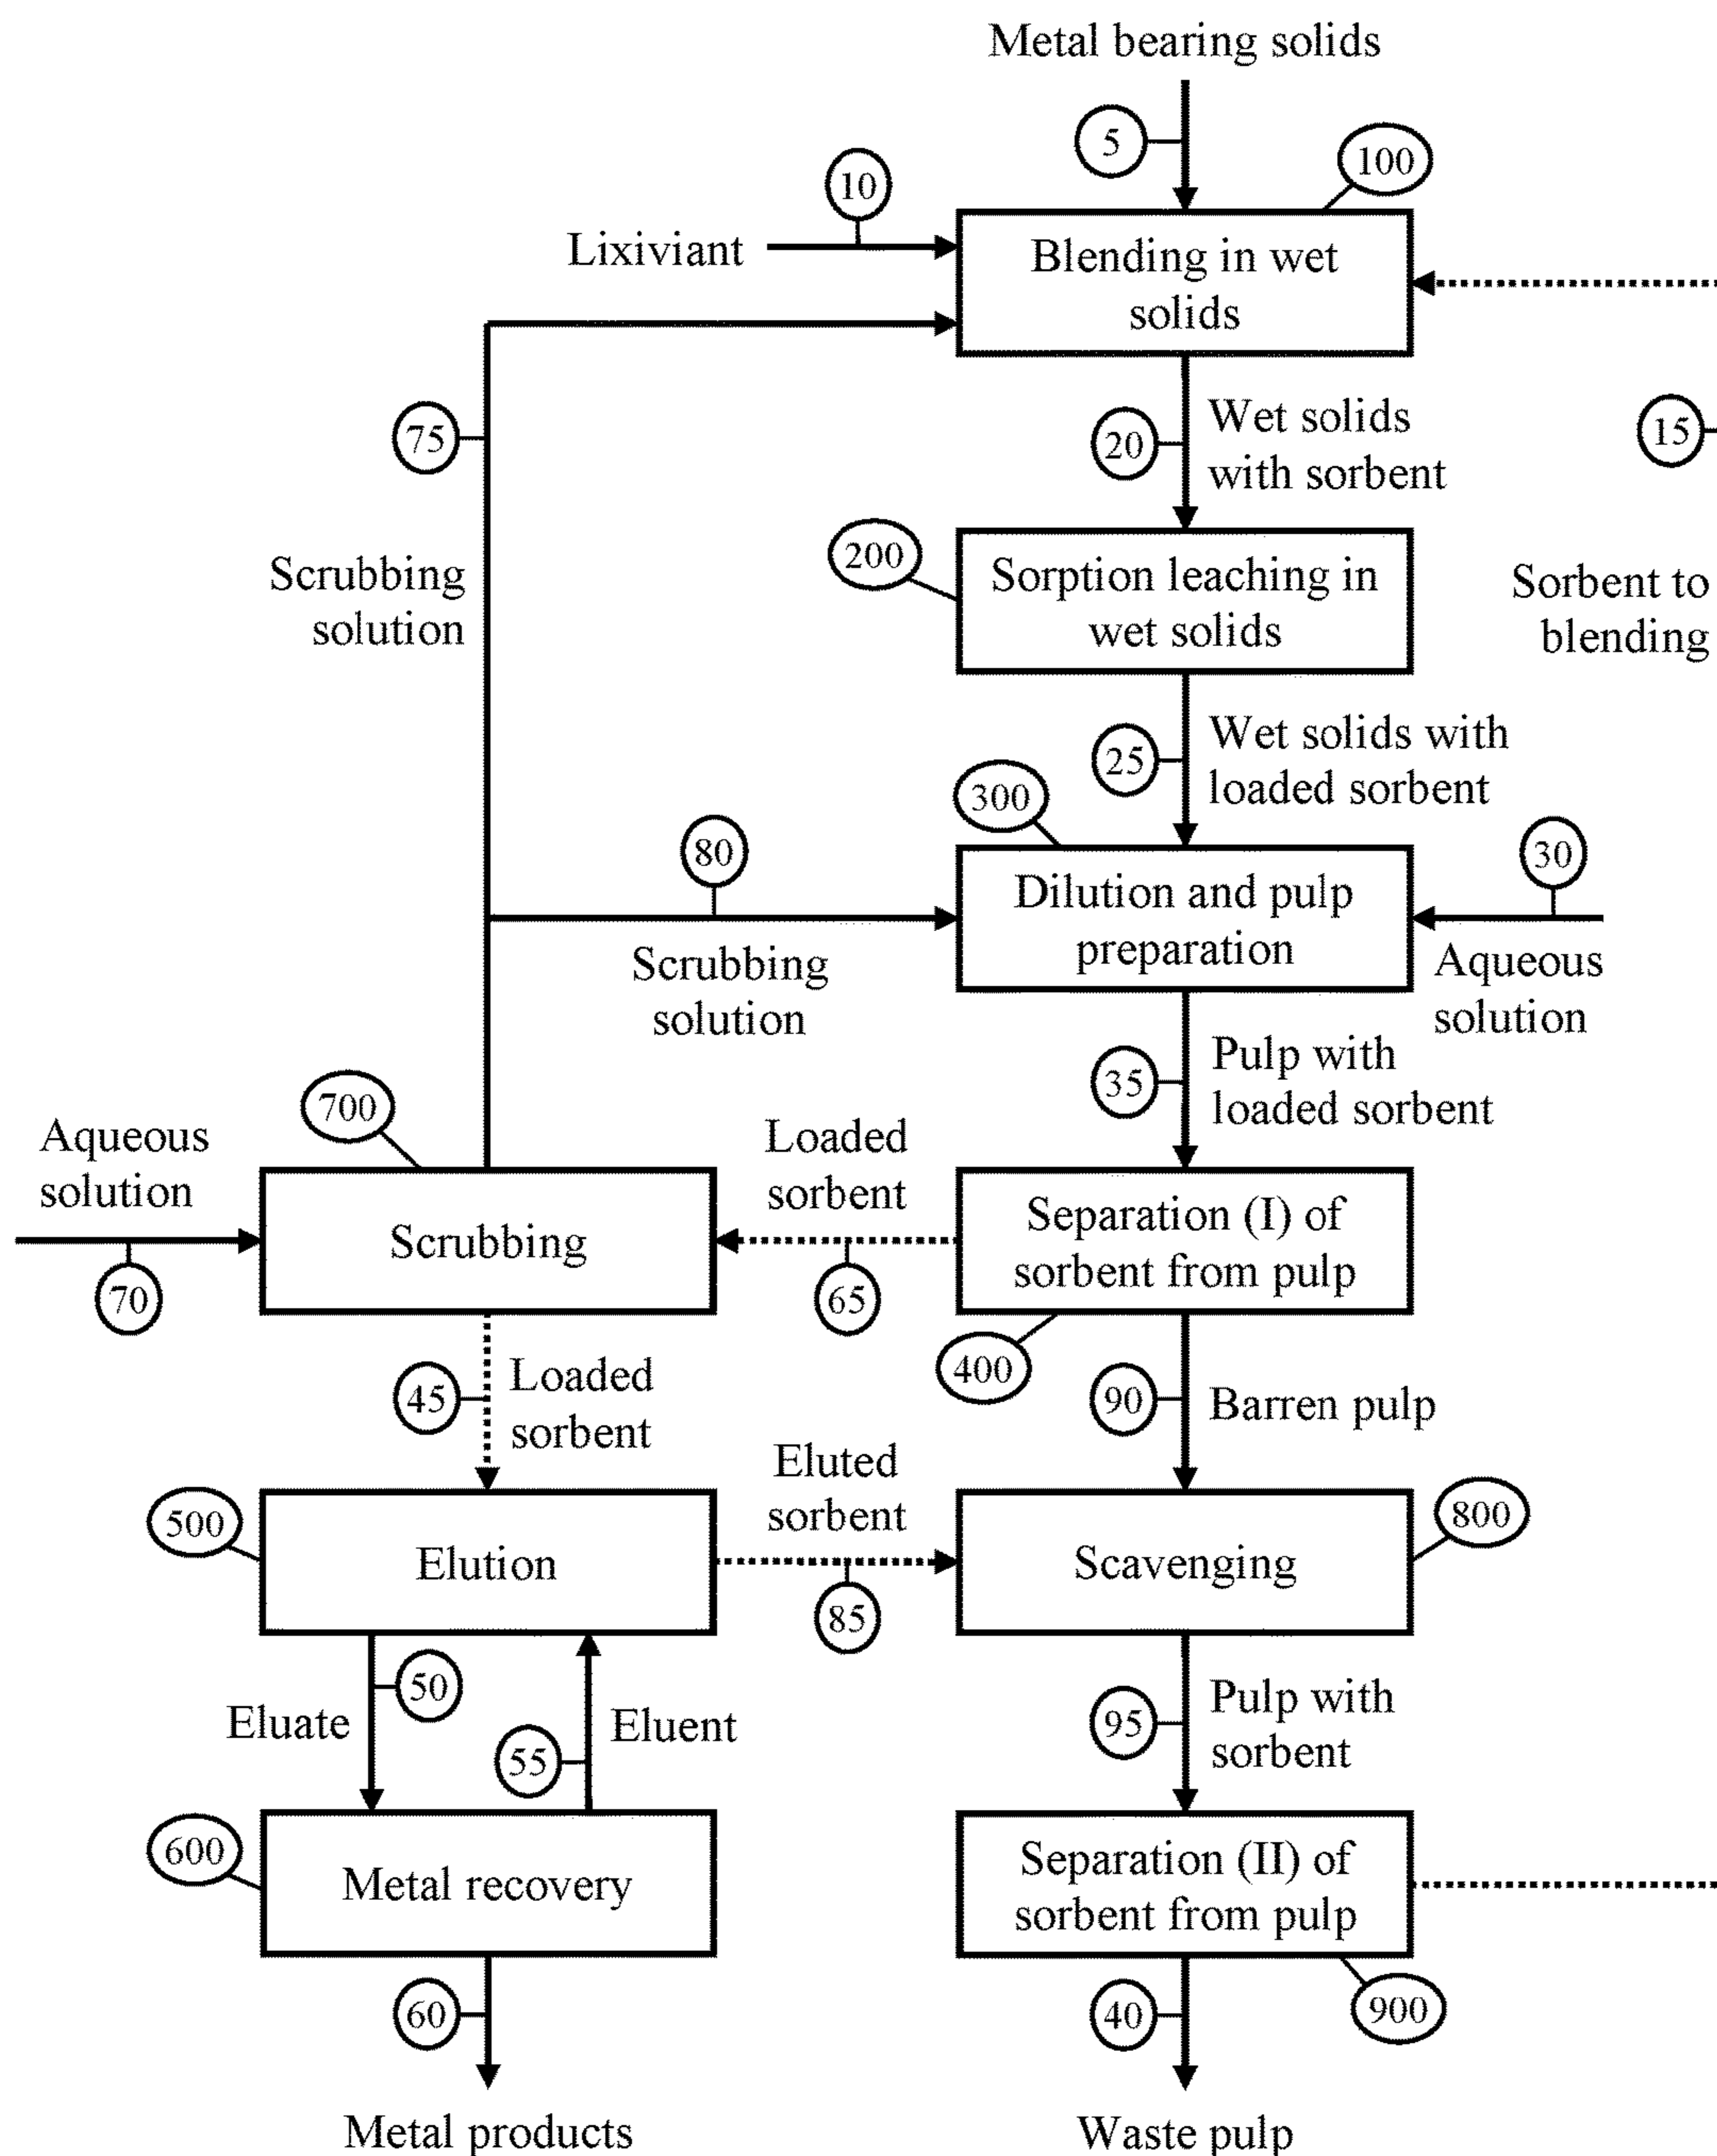 Metal bearing solids
5
100
10
Lixiviant
Blending in wet
solids
75
20
Wet solids
with sorbent
15
Scrubbing
solution
200
Sorption leaching in
wet solids
Sorbent to
blending
25
Wet solids with
loaded sorbent
300
80
30
Dilution and pulp
preparation
Scrubbing
solution
Aqueous
solution
35
Pulp with
loaded sorbent
700
Aqueous
solution
Loaded
sorbent
Scrubbing
Separation (I) of
sorbent from pulp
70
65
400
45
Loaded
sorbent
90
Barren pulp
Eluted
sorbent
500
800
Elution
Scavenging
85
50
Eluate
55
Eluent
95
Pulp with
sorbent
600
Metal recovery
Separation (II) of
sorbent from pulp
60
40
900
Metal products
Waste pulp